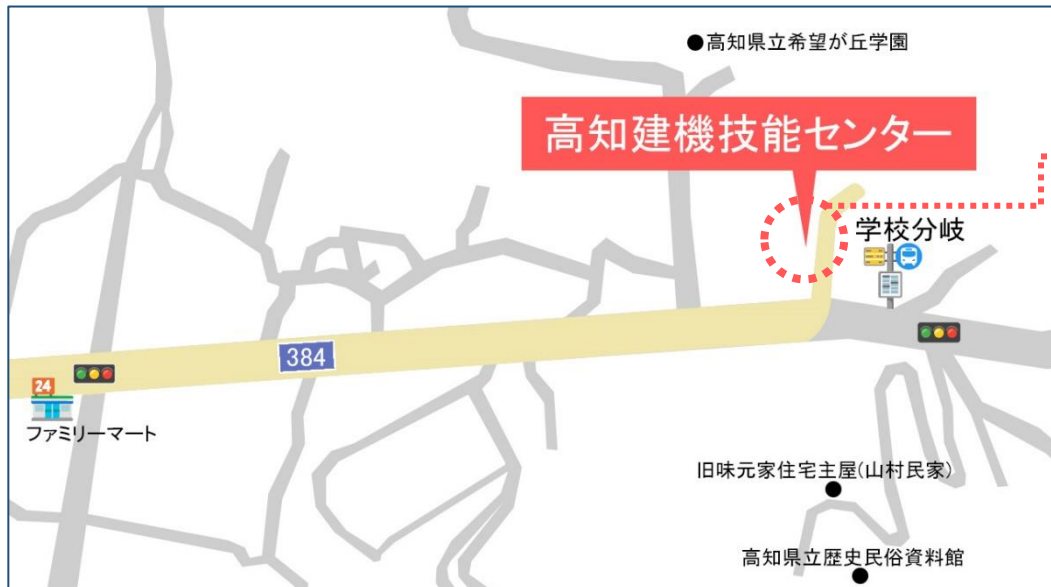 ●高知県立希望が丘学園
高知建機技能センター
学校分岐
384
24
ファミリーマート
旧味元家住宅主屋(山村民家)
高知県立歴史民俗資料館